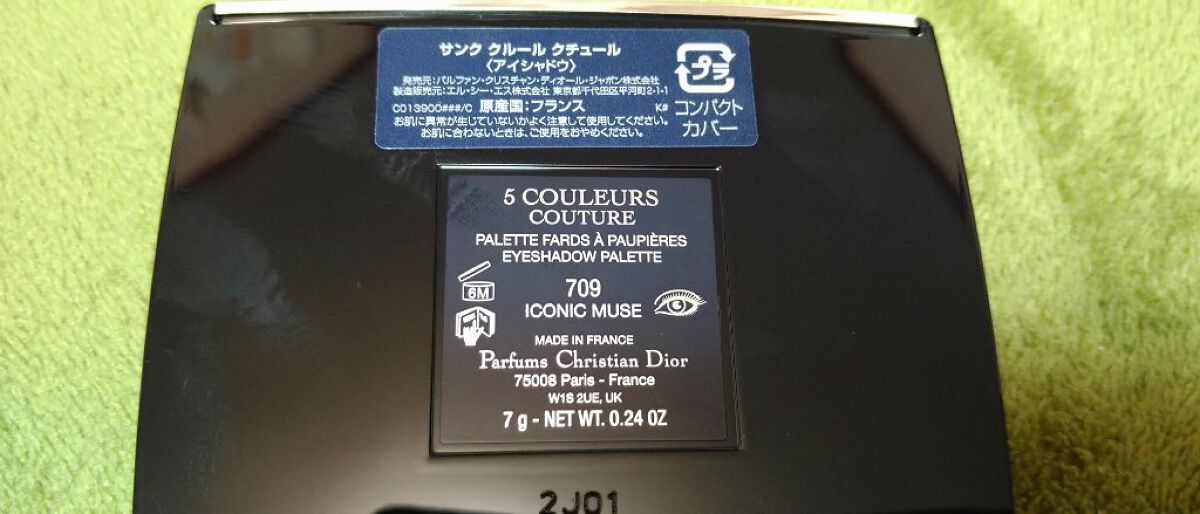 サンク クルール クチュール
〈アイシャドウ〉
発売元:パルファン・クリスチャン・ディオール・ジャポン株式会社
製造販売元:エル・シー・エス株式会社 東京都千代田区平河町2-1-1
C013900###/C 原産国:フランス K#
お肌に異常が生じていないかよく注意して使用してください。
お肌に合わないときは、ご使用をおやめください。
プラ
コンパクト
カバー
5 COULEURS
COUTURE
PALETTE FARDS À PAUPIÈRES
EYESHADOW PALETTE
6M
709
ICONIC MUSE
MADE IN FRANCE
Parfums Christian Dior
75008 Paris - France
W1S 2UE, UK
7 g - NET WT. 0.24 OZ
2J01